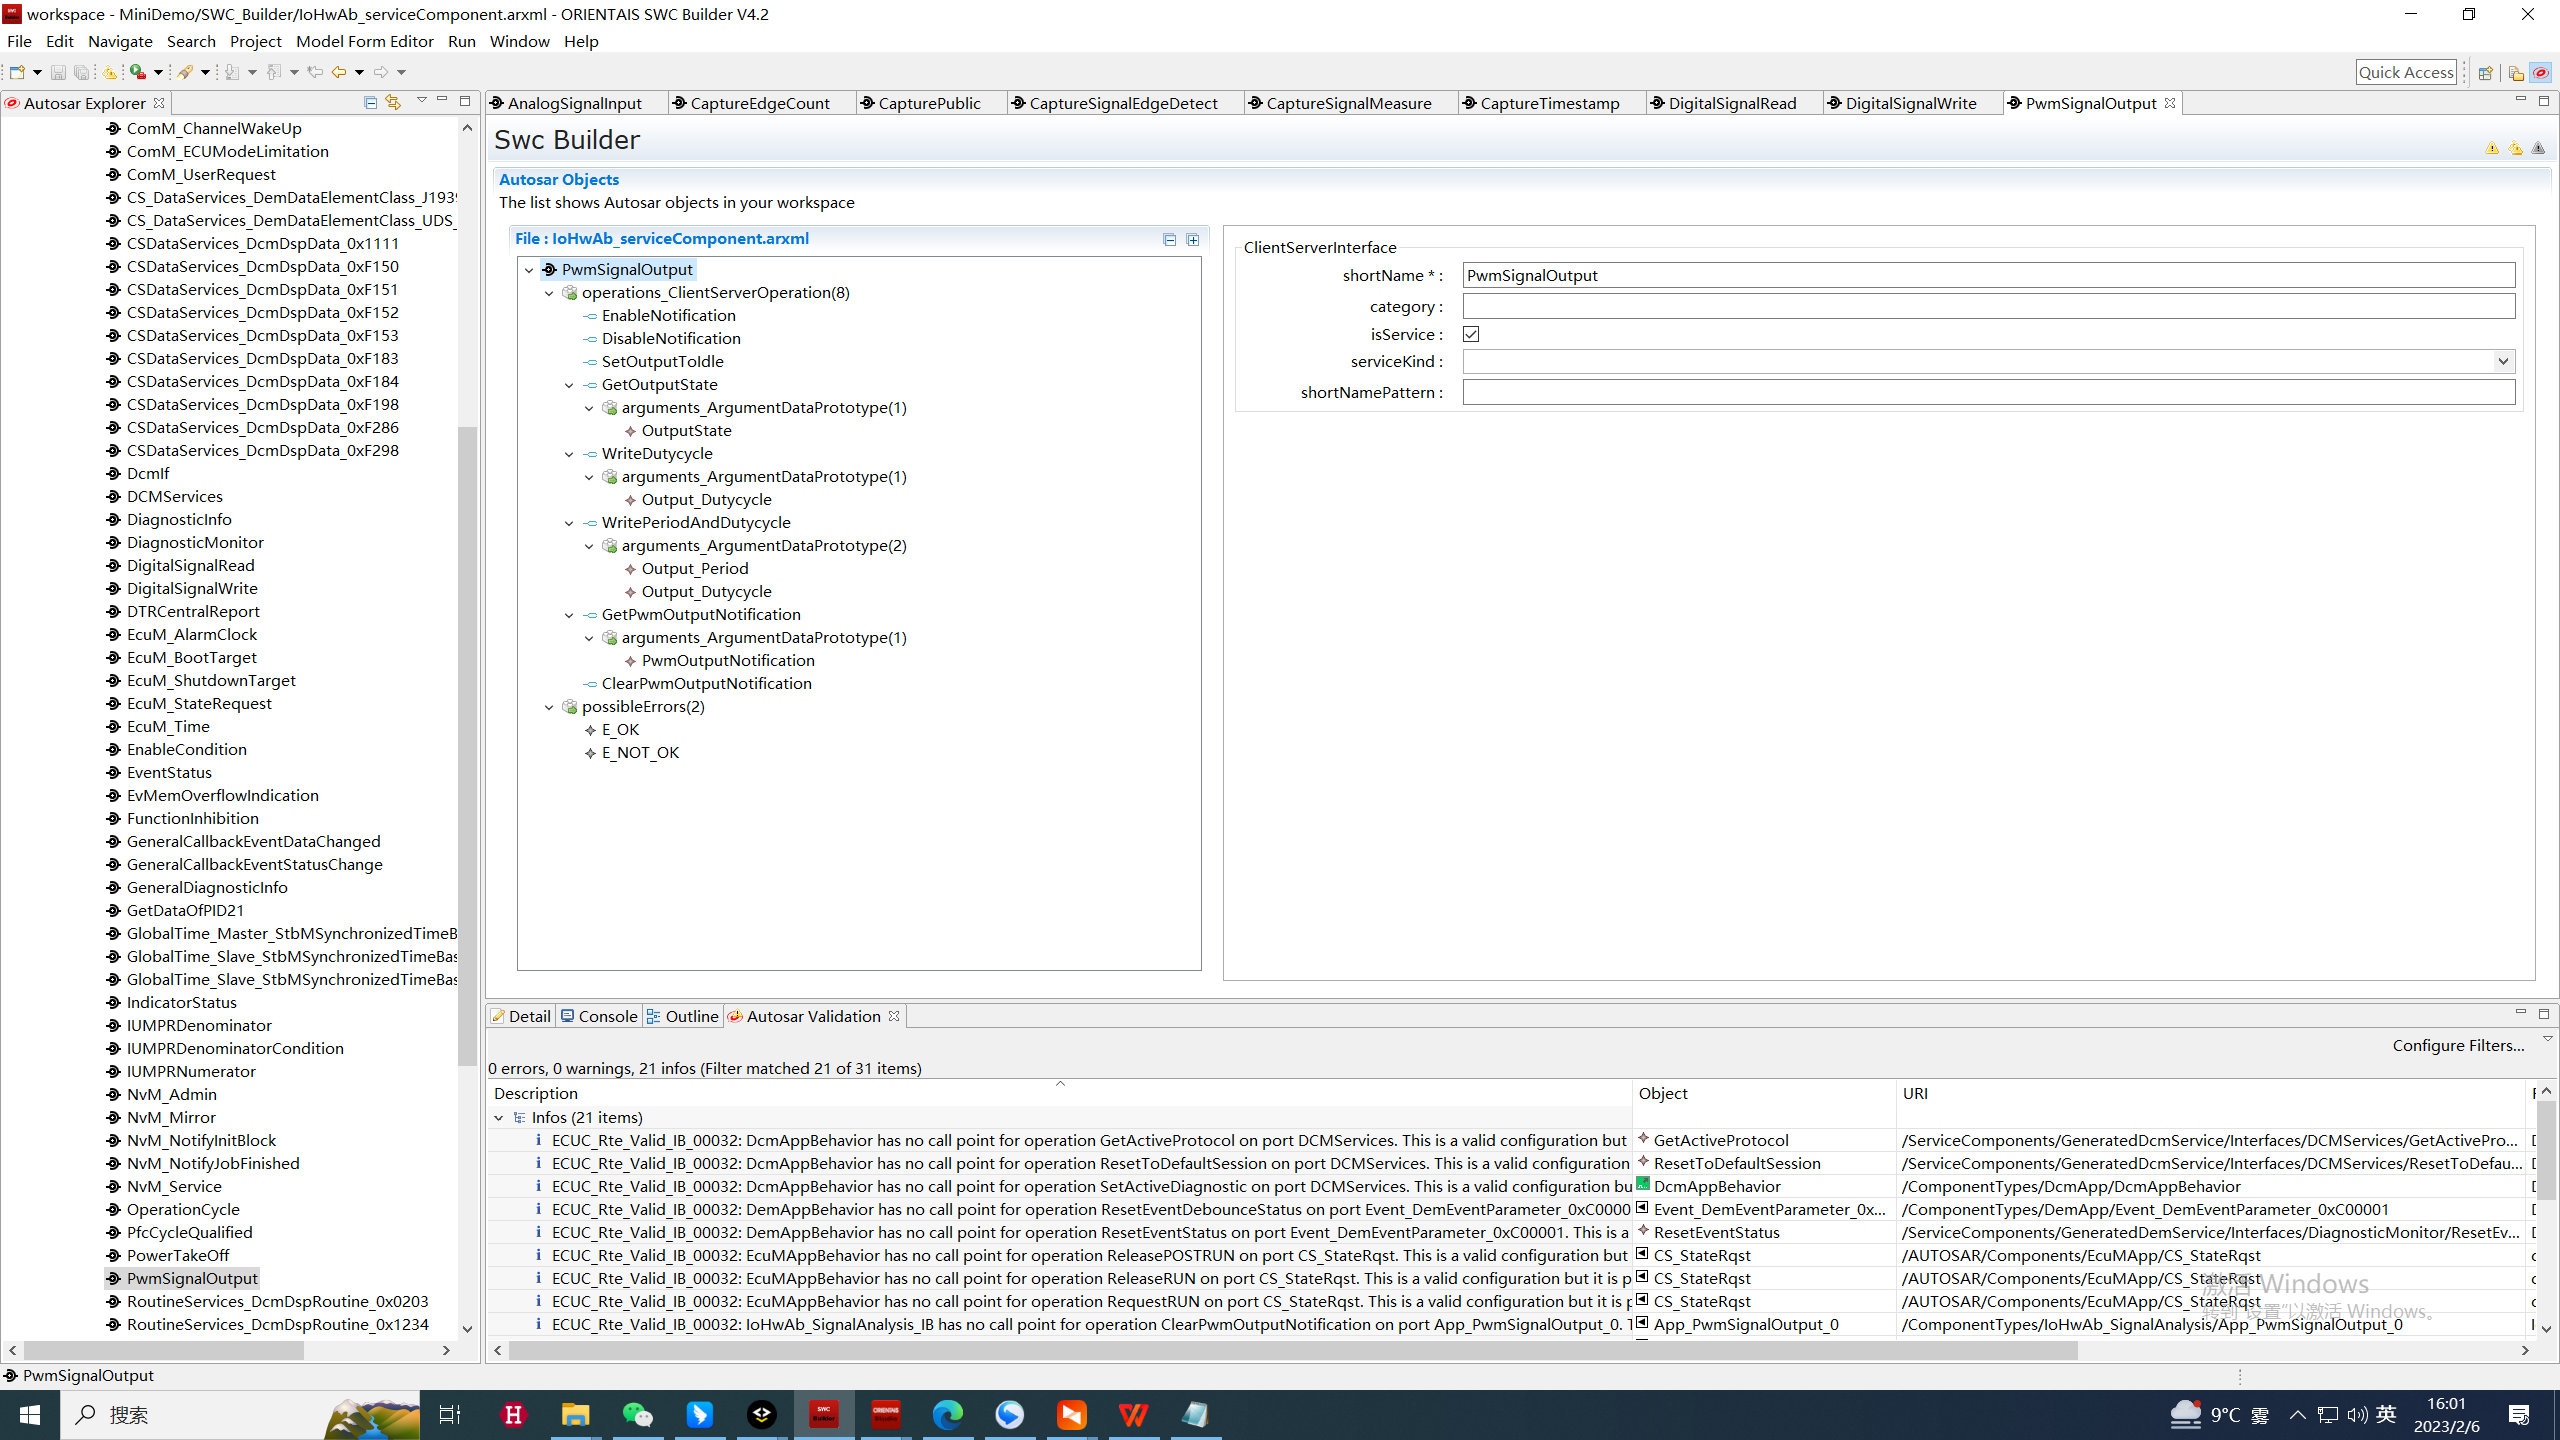 workspace - MiniDemo/SWC_Builder/IoHwAb_serviceComponent.arxml - ORIENTAIS SWC Builder V4.2
File Edit Navigate Search Project Model Form Editor Run Window Help
Quick Access
Autosar Explorer
ComM_ChannelWakeUp
ComM_ECUModeLimitation
ComM_UserRequest
CS_DataServices_DemDataElementClass_J1939
CS_DataServices_DemDataElementClass_UDS_
CSDataServices_DcmDspData_0x1111
CSDataServices_DcmDspData_0xF150
CSDataServices_DcmDspData_0xF151
CSDataServices_DcmDspData_0xF152
CSDataServices_DcmDspData_0xF153
CSDataServices_DcmDspData_0xF183
CSDataServices_DcmDspData_0xF184
CSDataServices_DcmDspData_0xF198
CSDataServices_DcmDspData_0xF286
CSDataServices_DcmDspData_0xF298
DcmIf
DCMServices
DiagnosticInfo
DiagnosticMonitor
DigitalSignalRead
DigitalSignalWrite
DTRCentralReport
EcuM_AlarmClock
EcuM_BootTarget
EcuM_ShutdownTarget
EcuM_StateRequest
EcuM_Time
EnableCondition
EventStatus
EvMemOverflowIndication
FunctionInhibition
GeneralCallbackEventDataChanged
GeneralCallbackEventStatusChange
GeneralDiagnosticInfo
GetDataOfPID21
GlobalTime_Master_StbMSynchronizedTimeB
GlobalTime_Slave_StbMSynchronizedTimeBas
GlobalTime_Slave_StbMSynchronizedTimeBas
IndicatorStatus
IUMPRDenominator
IUMPRDenominatorCondition
IUMPRNumerator
NvM_Admin
NvM_Mirror
NvM_NotifyInitBlock
NvM_NotifyJobFinished
NvM_Service
OperationCycle
PfcCycleQualified
PowerTakeOff
PwmSignalOutput
RoutineServices_DcmDspRoutine_0x0203
RoutineServices_DcmDspRoutine_0x1234
AnalogSignalInput CaptureEdgeCount CapturePublic CaptureSignalEdgeDetect CaptureSignalMeasure CaptureTimestamp DigitalSignalRead DigitalSignalWrite PwmSignalOutput
Swc Builder
Autosar Objects
The list shows Autosar objects in your workspace
File : IoHwAb_serviceComponent.arxml
PwmSignalOutput
operations_ClientServerOperation(8)
EnableNotification
DisableNotification
SetOutputToIdle
GetOutputState
arguments_ArgumentDataPrototype(1)
OutputState
WriteDutycycle
arguments_ArgumentDataPrototype(1)
Output_Dutycycle
WritePeriodAndDutycycle
arguments_ArgumentDataPrototype(2)
Output_Period
Output_Dutycycle
GetPwmOutputNotification
arguments_ArgumentDataPrototype(1)
PwmOutputNotification
ClearPwmOutputNotification
possibleErrors(2)
E_OK
E_NOT_OK
ClientServerInterface
shortName * : PwmSignalOutput
category :
isService :
serviceKind :
shortNamePattern :
Detail Console Outline Autosar Validation
Configure Filters...
0 errors, 0 warnings, 21 infos (Filter matched 21 of 31 items)
Description Object URI
Infos (21 items)
ECUC_Rte_Valid_IB_00032: DcmAppBehavior has no call point for operation GetActiveProtocol on port DCMServices. This is a valid configuration but GetActiveProtocol /ServiceComponents/GeneratedDcmService/Interfaces/DCMServices/GetActivePro...
ECUC_Rte_Valid_IB_00032: DcmAppBehavior has no call point for operation ResetToDefaultSession on port DCMServices. This is a valid configuration ResetToDefaultSession /ServiceComponents/GeneratedDcmService/Interfaces/DCMServices/ResetToDefau...
ECUC_Rte_Valid_IB_00032: DcmAppBehavior has no call point for operation SetActiveDiagnostic on port DCMServices. This is a valid configuration bu DcmAppBehavior /ComponentTypes/DcmApp/DcmAppBehavior
ECUC_Rte_Valid_IB_00032: DemAppBehavior has no call point for operation ResetEventDebounceStatus on port Event_DemEventParameter_0xC0000 Event_DemEventParameter_0x... /ComponentTypes/DemApp/Event_DemEventParameter_0xC00001
ECUC_Rte_Valid_IB_00032: DemAppBehavior has no call point for operation ResetEventStatus on port Event_DemEventParameter_0xC00001. This is a ResetEventStatus /ServiceComponents/GeneratedDemService/Interfaces/DiagnosticMonitor/ResetEv...
ECUC_Rte_Valid_IB_00032: EcuMAppBehavior has no call point for operation ReleasePOSTRUN on port CS_StateRqst. This is a valid configuration but CS_StateRqst /AUTOSAR/Components/EcuMApp/CS_StateRqst
ECUC_Rte_Valid_IB_00032: EcuMAppBehavior has no call point for operation ReleaseRUN on port CS_StateRqst. This is a valid configuration but it is p CS_StateRqst /AUTOSAR/Components/EcuMApp/CS_StateRqst
ECUC_Rte_Valid_IB_00032: EcuMAppBehavior has no call point for operation RequestRUN on port CS_StateRqst. This is a valid configuration but it is p CS_StateRqst /AUTOSAR/Components/EcuMApp/CS_StateRqst
ECUC_Rte_Valid_IB_00032: IoHwAb_SignalAnalysis_IB has no call point for operation ClearPwmOutputNotification on port App_PwmSignalOutput_0. T App_PwmSignalOutput_0 /ComponentTypes/IoHwAb_SignalAnalysis/App_PwmSignalOutput_0
激活 Windows
转到"设置"以激活 Windows。
PwmSignalOutput
搜索
9°C 雾
英
16:01
2023/2/6